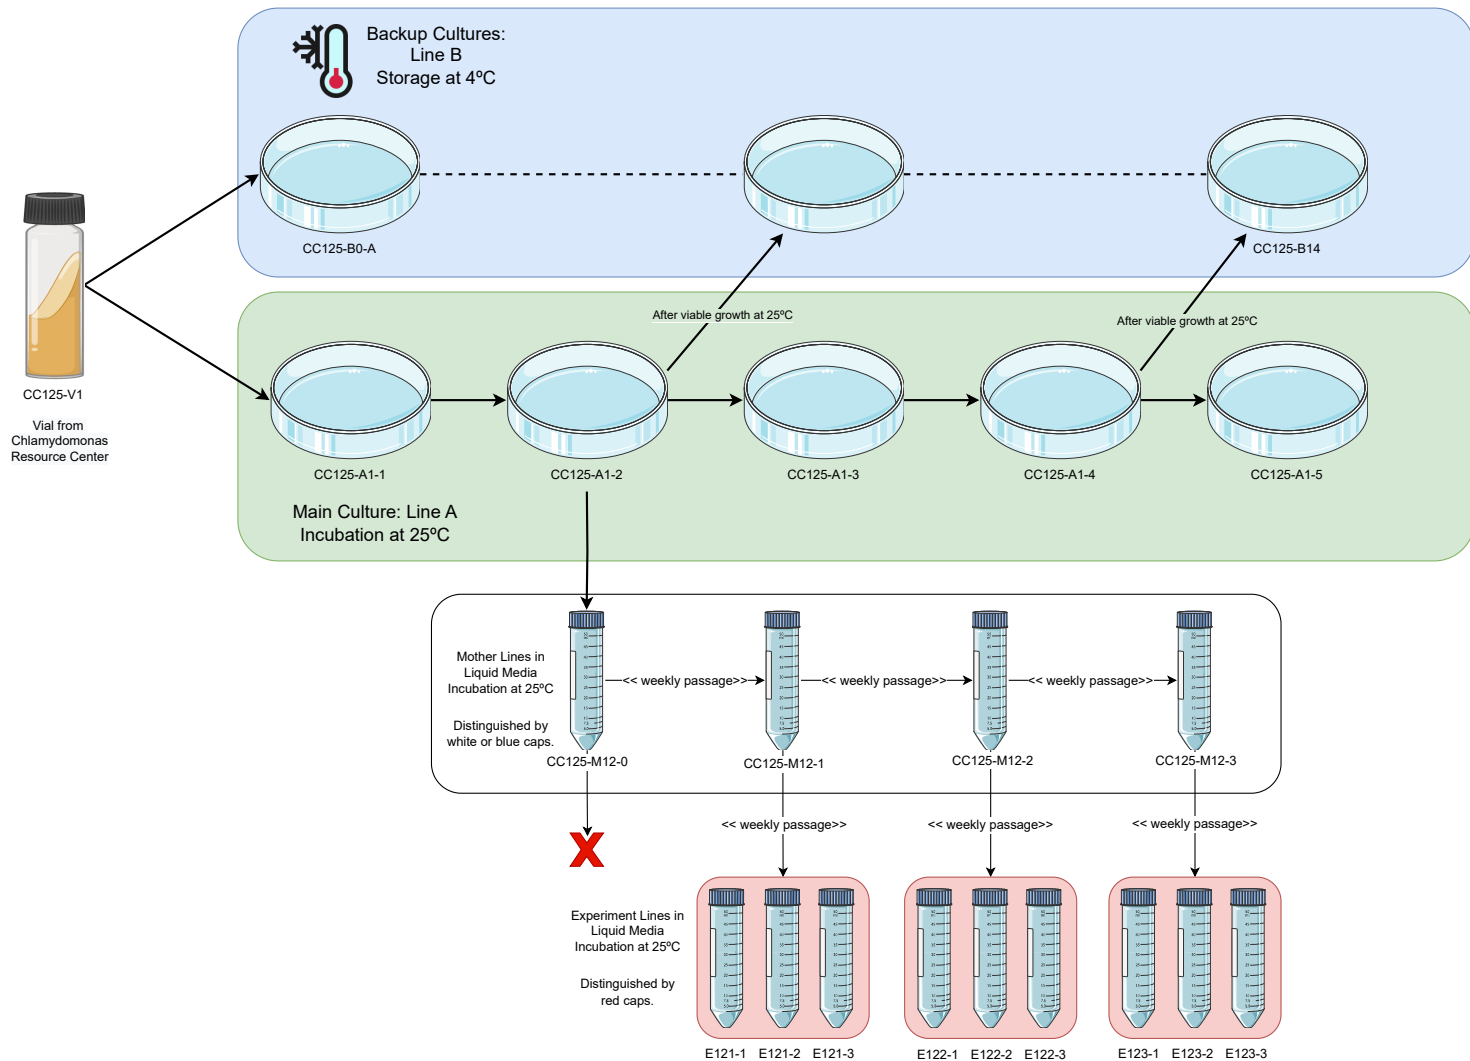 Backup Cultures:
Line B
Storage at 4ºC
CC125-B0-A
CC125-B14
After viable growth at 25ºC
After viable growth at 25ºC
CC125-V1
Vial from
Chlamydomonas
Resource Center
CC125-A1-1
CC125-A1-2
CC125-A1-3
CC125-A1-4
CC125-A1-5
Main Culture: Line A
Incubation at 25ºC
Mother Lines in
Liquid Media
Incubation at 25ºC
Distinguished by
white or blue caps.
<< weekly passage>>
<< weekly passage>>
<< weekly passage>>
CC125-M12-0
CC125-M12-1
CC125-M12-2
CC125-M12-3
<< weekly passage>>
<< weekly passage>>
<< weekly passage>>
X
Experiment Lines in
Liquid Media
Incubation at 25ºC
Distinguished by
red caps.
E121-1
E121-2
E121-3
E122-1
E122-2
E122-3
E123-1
E123-2
E123-3